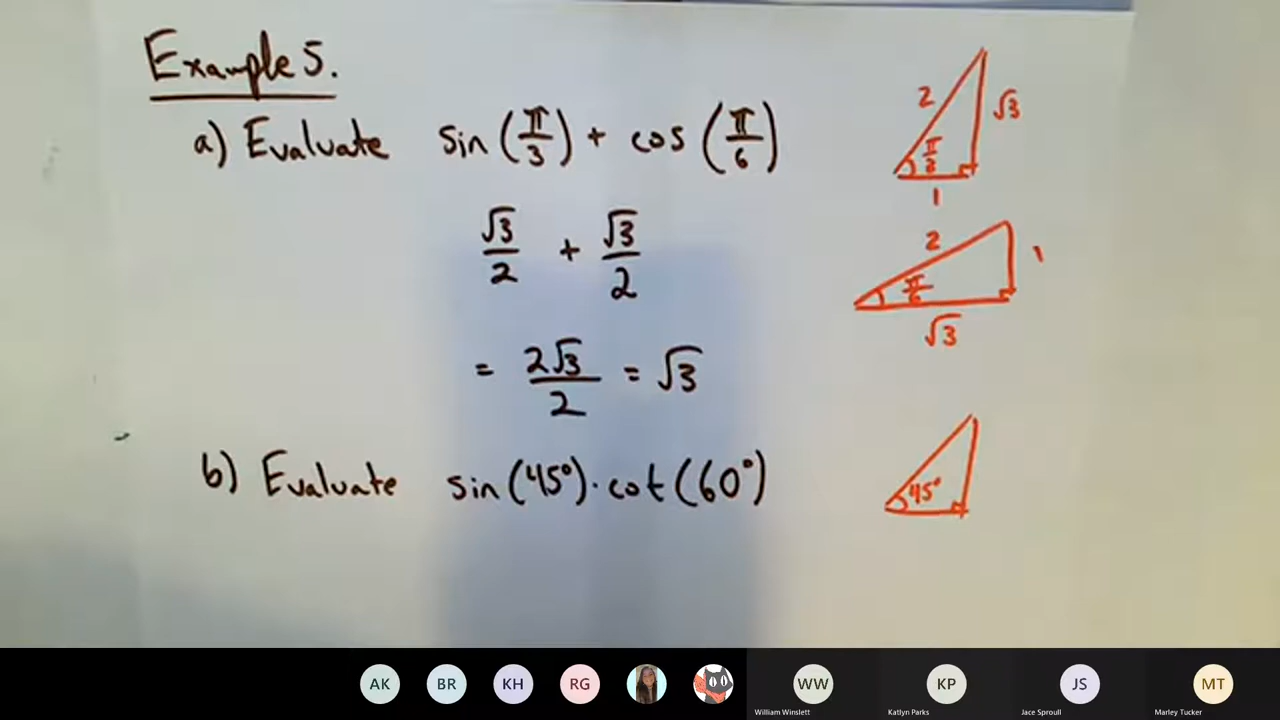 Example 5.
a) Evaluate sin(π/3) + cos(π/6)
2
√3
π/3
1
√3/2 + √3/2
2
1
π/6
√3
= 2√3/2 = √3
b) Evaluate sin(45°)·cot(60°)
45°
AK BR KH RG WW KP JS MT
William Winslett Katlyn Parks Jace Sproull Marley Tucker